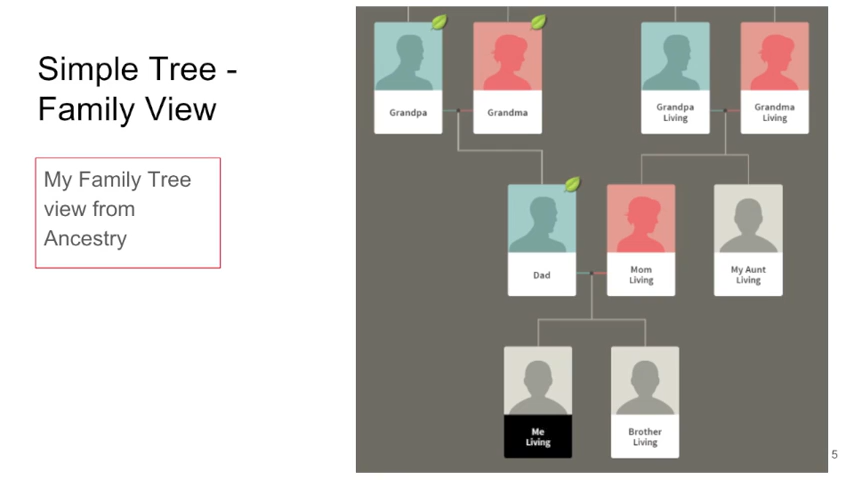 Simple Tree -
Family View
My Family Tree
view from
Ancestry
Grandpa
Grandma
Grandpa
Living
Grandma
Living
Dad
Mom
Living
My Aunt
Living
Me
Living
Brother
Living
5